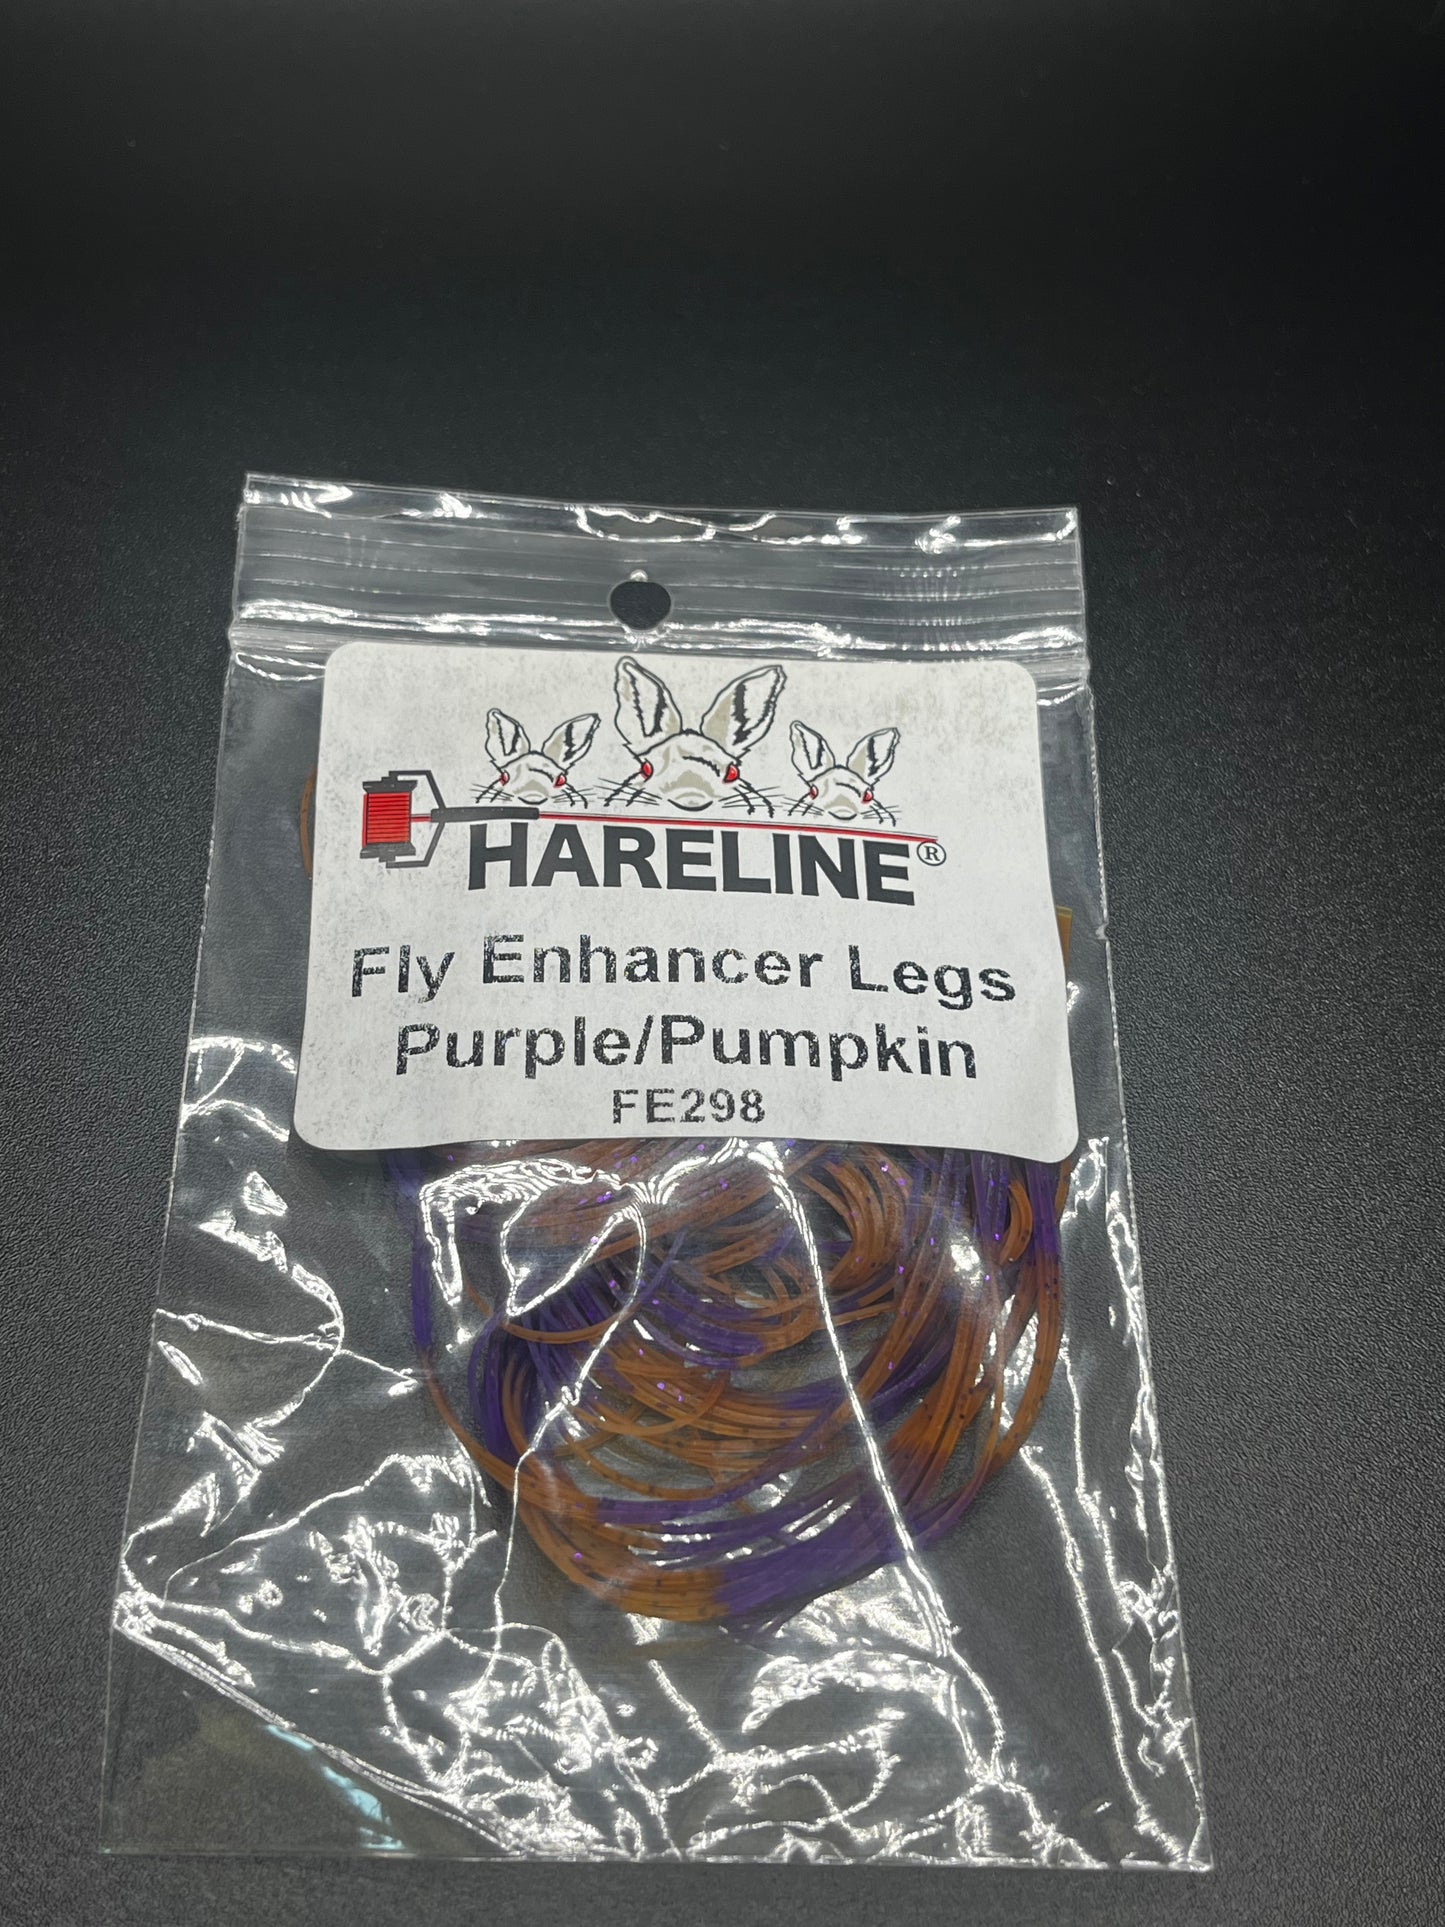 HARELINE®
Fly Enhancer Legs
Purple/Pumpkin
FE298